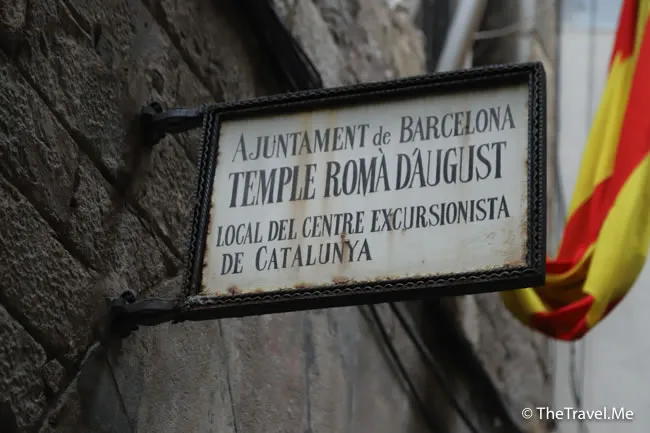 AJUNTAMENT de BARCELONA
TEMPLE ROMÀ D'AUGUST
LOCAL DEL CENTRE EXCURSIONISTA
DE CATALUNYA
© TheTravel.Me